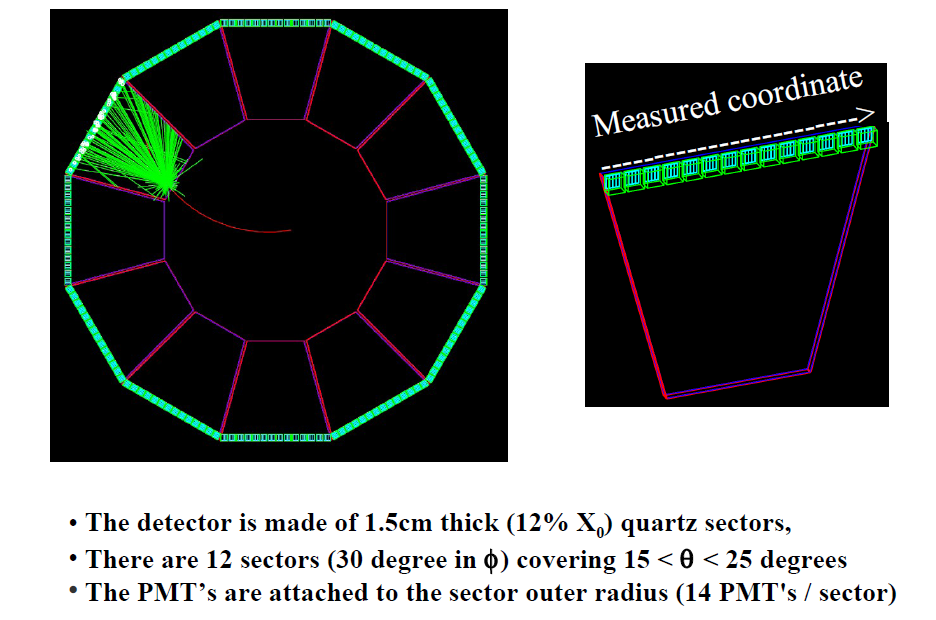 Measured coordinate
• The detector is made of 1.5cm thick (12% X₀) quartz sectors,
• There are 12 sectors (30 degree in ϕ) covering 15 < θ < 25 degrees
• The PMT’s are attached to the sector outer radius (14 PMT's / sector)